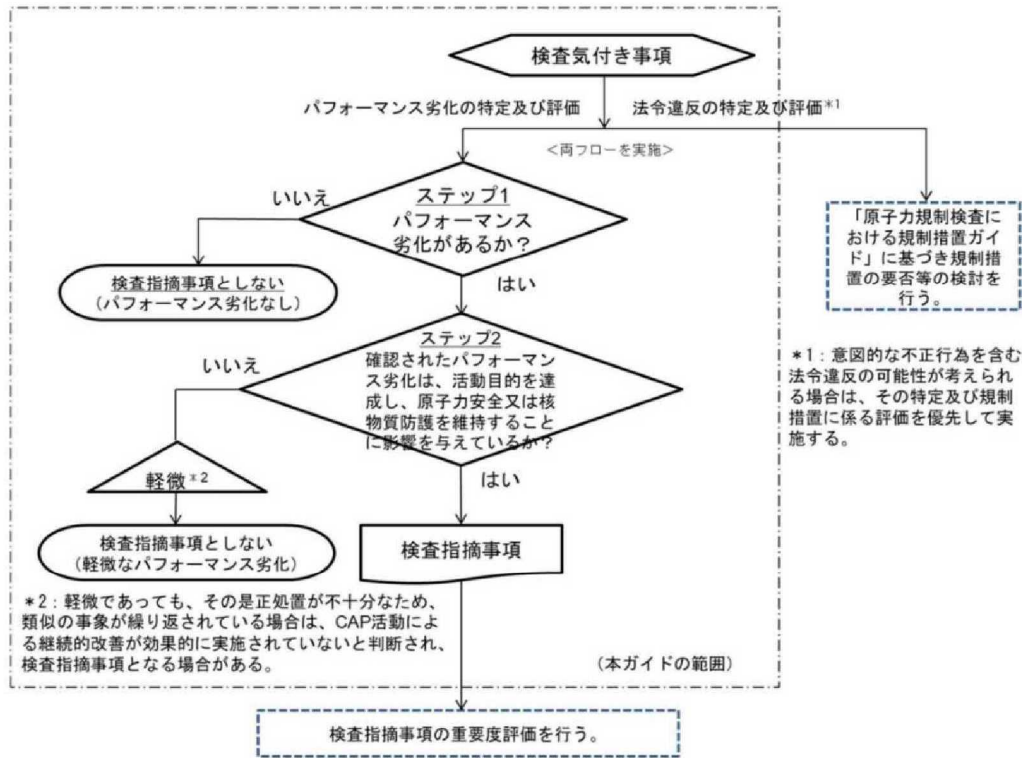 検査気付き事項
パフォーマンス劣化の特定及び評価
法令違反の特定及び評価*1
<両フローを実施>
いいえ
ステップ1
パフォーマンス
劣化があるか？
「原子力規制検査に
おける規制措置ガイ
ド」に基づき規制措
置の要否等の検討を
行う。
検査指摘事項としない
(パフォーマンス劣化なし)
はい
いいえ
ステップ2
確認されたパフォーマン
ス劣化は、活動目的を達
成し、原子力安全又は核
物質防護を維持すること
に影響を与えているか？
*1：意図的な不正行為を含む
法令違反の可能性が考えられ
る場合は、その特定及び規制
措置に係る評価を優先して実
施する。
軽微*2
はい
検査指摘事項としない
(軽微なパフォーマンス劣化)
検査指摘事項
*2：軽微であっても、その是正処置が不十分なため、
類似の事象が繰り返されている場合は、CAP活動によ
る継続的改善が効果的に実施されていないと判断され、
検査指摘事項となる場合がある。
(本ガイドの範囲)
検査指摘事項の重要度評価を行う。